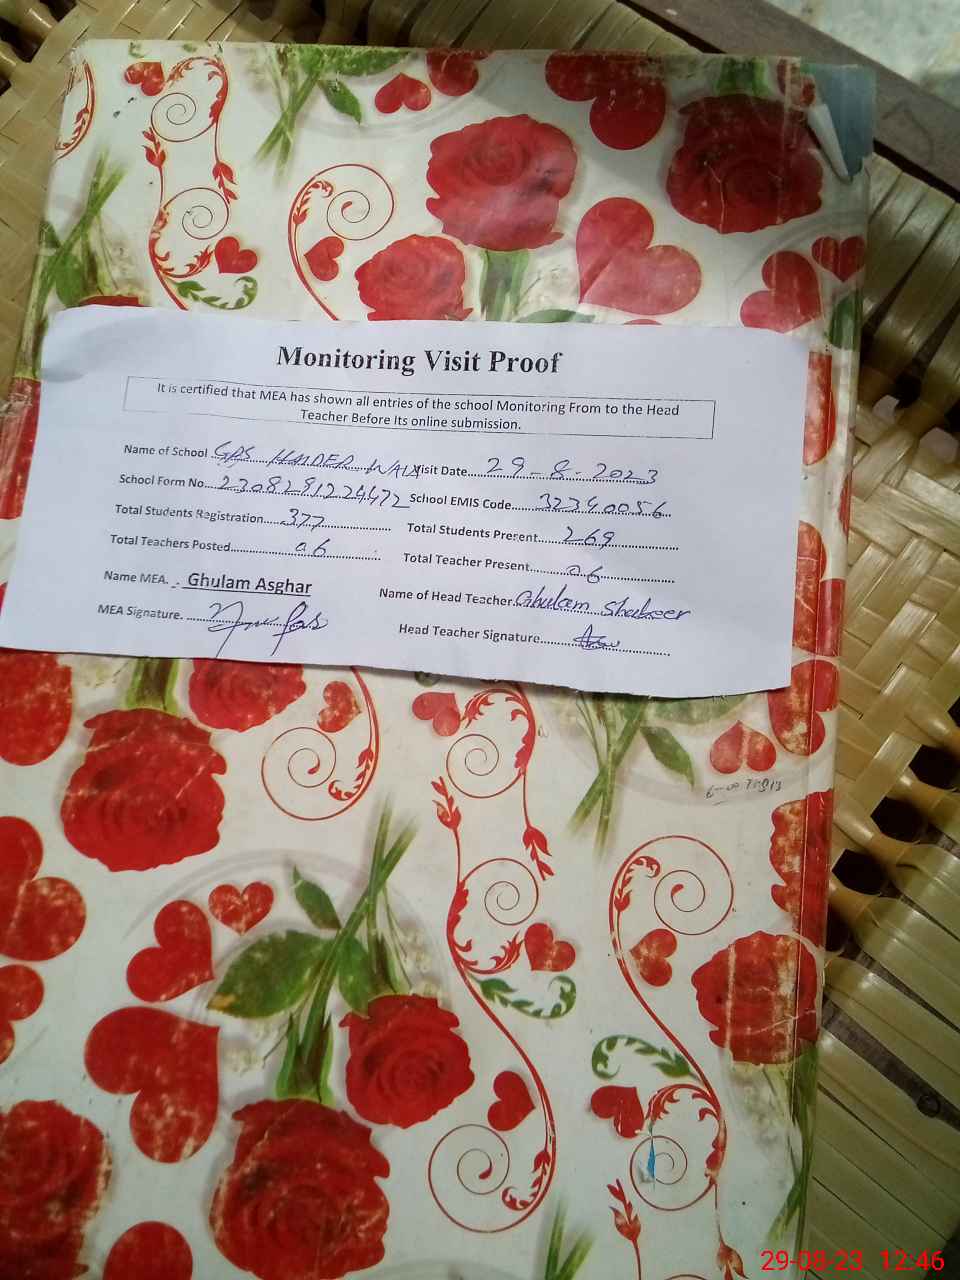 Monitoring Visit Proof
It is certified that MEA has shown all entries of the school Monitoring From to the Head
Teacher Before its online submission.
Name of School GPS HAIDER WALI Visit Date 29-8-2023
School Form No. 2308291224472 School EMIS Code 32340056
Total Students Registration 377 Total Students Present 269
Total Teachers Posted 06 Total Teacher Present 06
Name MEA. Ghulam Asghar Name of Head Teacher Ghulam Shabeer
MEA Signature. Head Teacher Signature
29-08-23 12:46